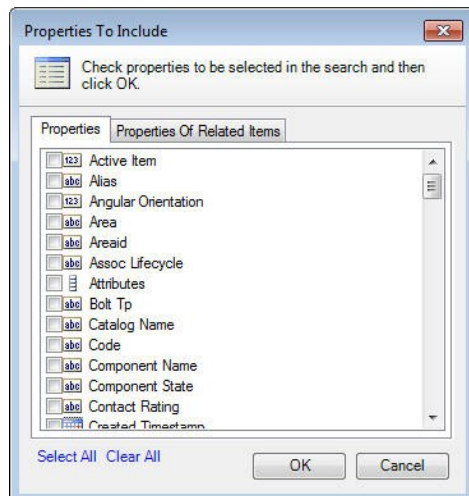 Properties To Include
Check properties to be selected in the search and then
click OK.
Properties Properties Of Related Items
123 Active Item
abc Alias
123 Angular Orientation
abc Area
abc Areaid
abc Assoc Lifecycle
Attributes
abc Bolt Tp
abc Catalog Name
abc Code
abc Component Name
abc Component State
abc Contact Rating
Created Timestamp
Select All Clear All OK Cancel